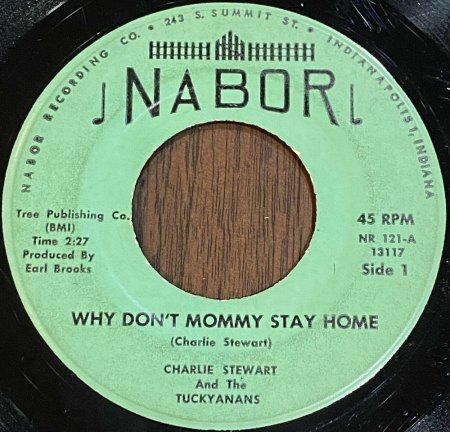 NABOR RECORDING CO. • 243 S. SUMMIT ST. • INDIANAPOLIS 1, INDIANA
NABOR
Tree Publishing Co.
(BMI)
Time 2:27
Produced By
Earl Brooks
45 RPM
NR 121-A
13117
Side 1
WHY DON'T MOMMY STAY HOME
(Charlie Stewart)
CHARLIE STEWART
And The
TUCKYANANS